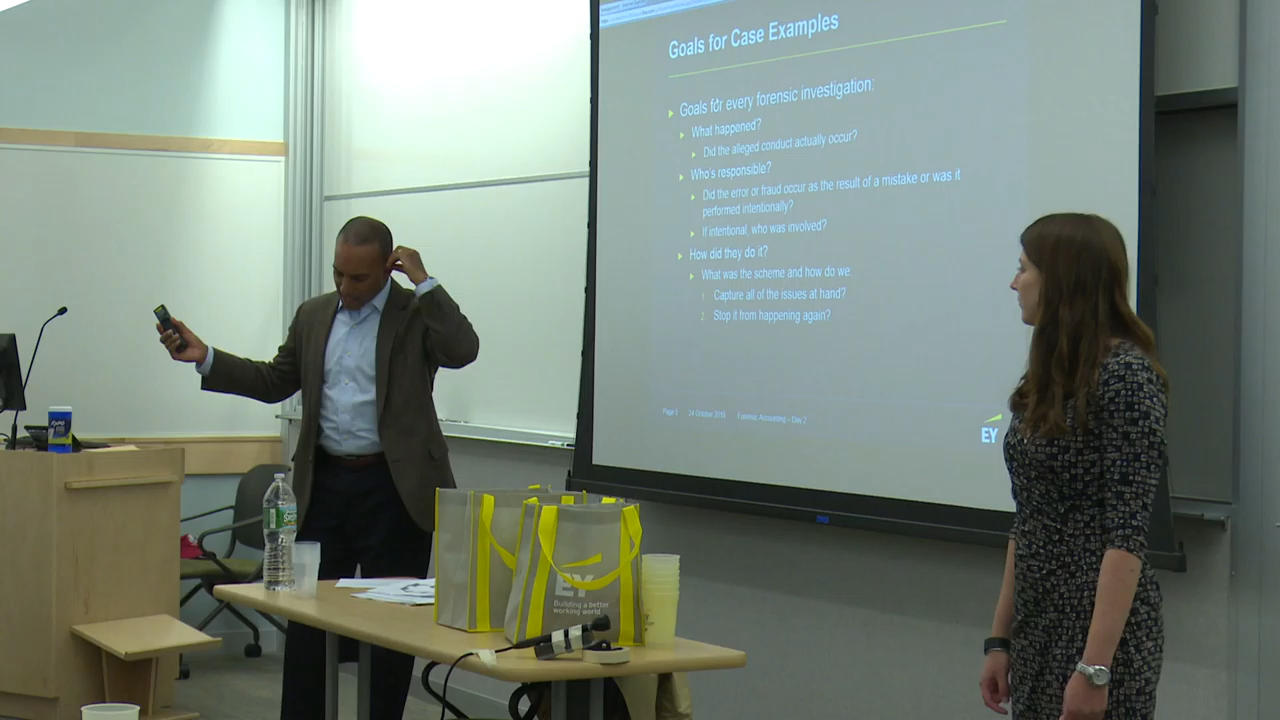 Goals for Case Examples
Goals for every forensic investigation:
What happened?
Did the alleged conduct actually occur?
Who's responsible?
Did the error or fraud occur as the result of a mistake or was it
performed intentionally?
If intentional, who was involved?
How did they do it?
What was the scheme and how do we:
1. Capture all of the issues at hand?
2. Stop it from happening again?
Page 5 24 October 2016 Forensic Accounting – Day 2
EY
EY
Building a better
working world
EXPO